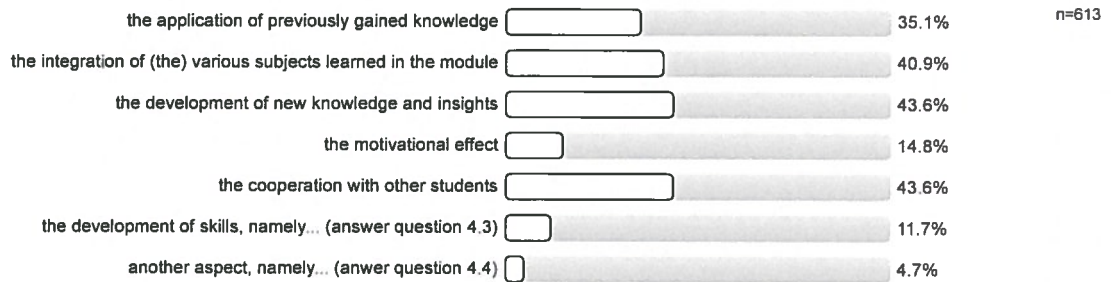 the application of previously gained knowledge 35.1% n=613
the integration of (the) various subjects learned in the module 40.9%
the development of new knowledge and insights 43.6%
the motivational effect 14.8%
the cooperation with other students 43.6%
the development of skills, namely... (answer question 4.3) 11.7%
another aspect, namely... (anwer question 4.4) 4.7%